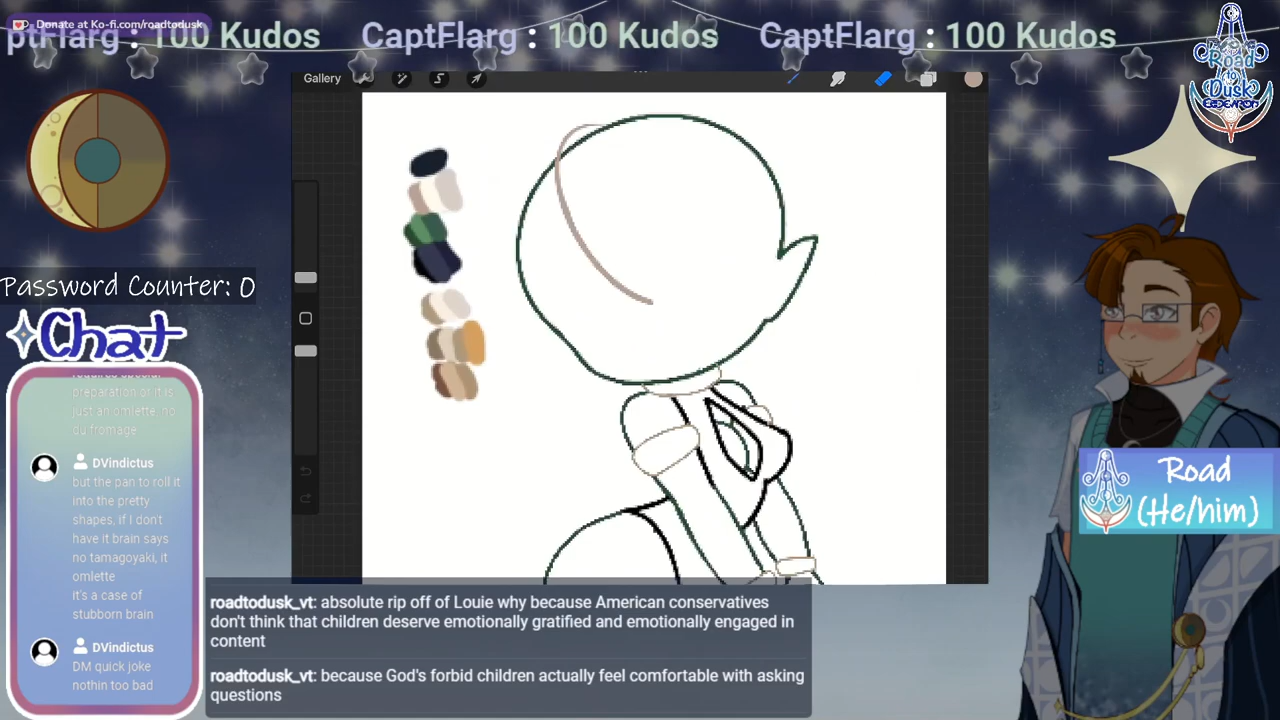 Donate at Ko-fi.com/roadtodusk
ptFlarg : 100 Kudos CaptFlarg : 100 Kudos CaptFlarg : 100 Kudos
Road
to
Dusk
Gallery
Password Counter: 0
Chat
preparation or it is
just an omlette, no
du fromage
DVindictus
but the pan to roll it
into the pretty
shapes, if I don't
have it brain says
no tamagoyaki, it
omlette
it's a case of
stubborn brain
DVindictus
DM quick joke
nothin too bad
roadtodusk_vt: absolute rip off of Louie why because American conservatives
don't think that children deserve emotionally gratified and emotionally engaged in
content
roadtodusk_vt: because God's forbid children actually feel comfortable with asking
questions
Road
(He/him)